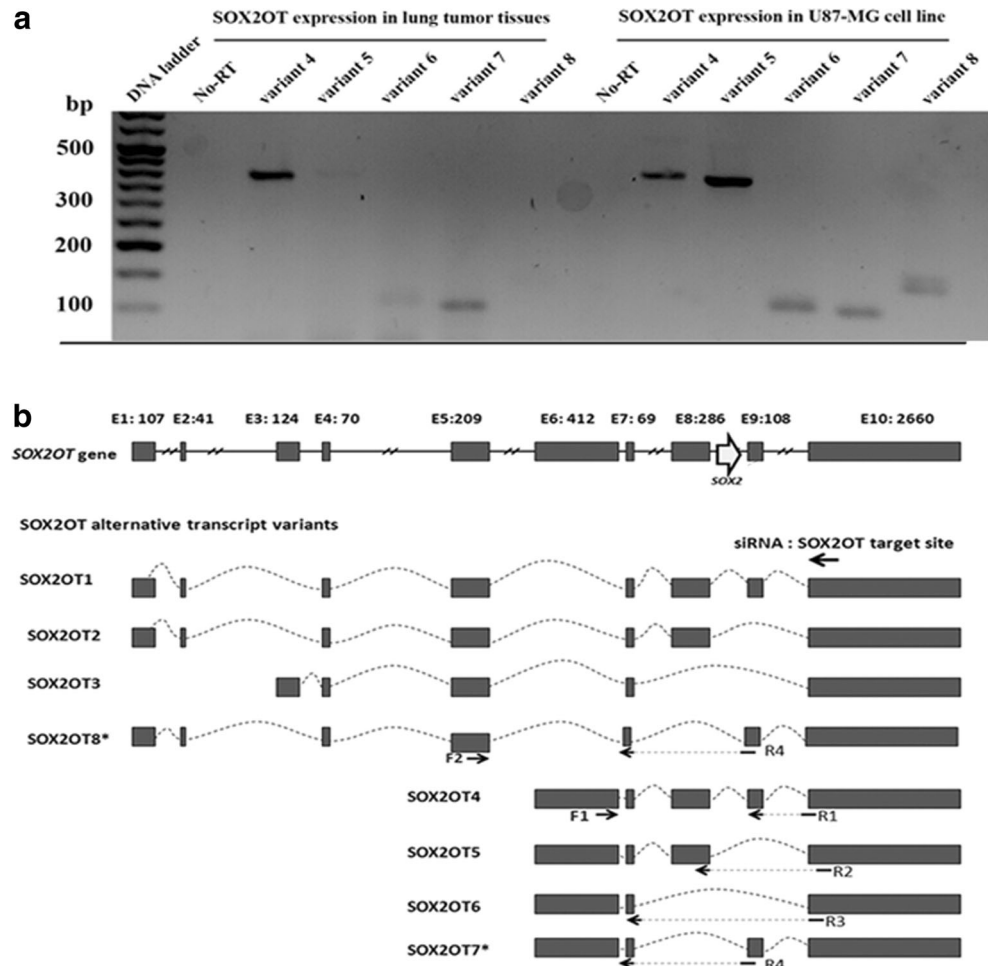 a
SOX2OT expression in lung tumor tissues
SOX2OT expression in U87-MG cell line
DNA ladder
No-RT
variant 4
variant 5
variant 6
variant 7
variant 8
No-RT
variant 4
variant 5
variant 6
variant 7
variant 8
bp
500
300
200
100
b
E1: 107 E2:41 E3: 124 E4: 70 E5:209 E6: 412 E7: 69 E8:286 E9:108 E10: 2660
SOX2OT gene
SOX2
SOX2OT alternative transcript variants
siRNA : SOX2OT target site
SOX2OT1
SOX2OT2
SOX2OT3
SOX2OT8*
F2
R4
SOX2OT4
F1
R1
SOX2OT5
R2
SOX2OT6
R3
SOX2OT7*
R4